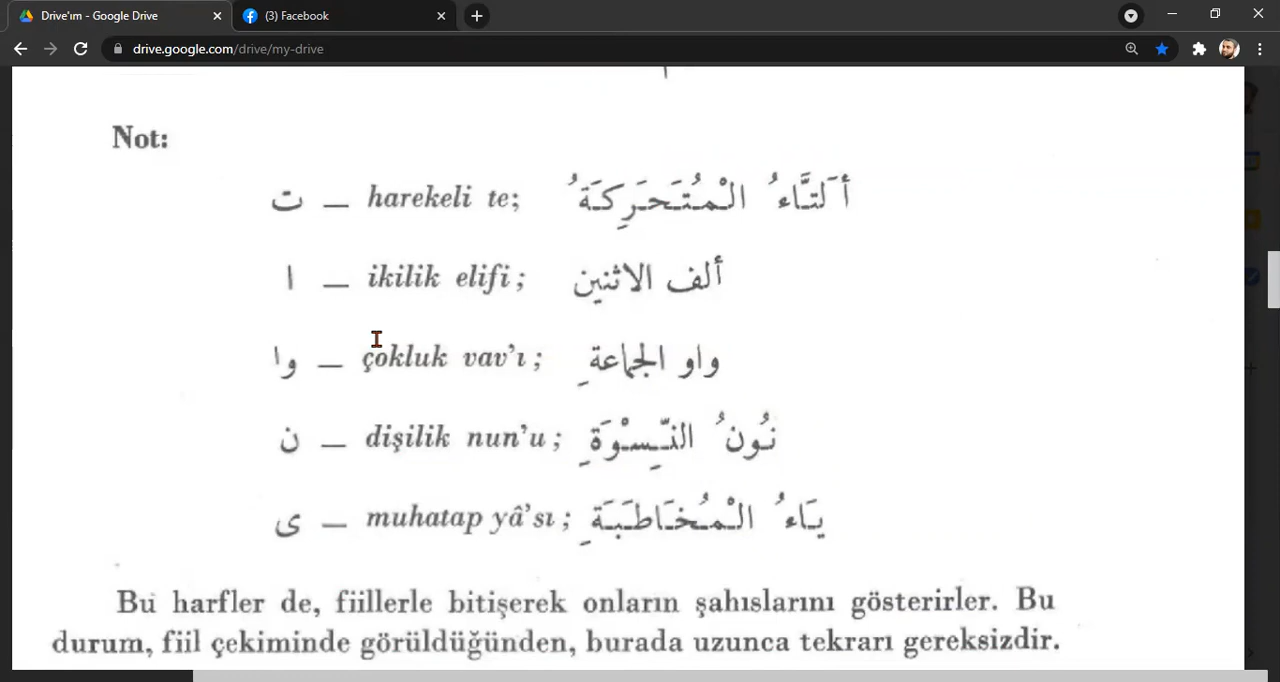 Drive'ım - Google Drive
(3) Facebook
drive.google.com/drive/my-drive
Not:
ت — harekeli te; أَلتَّاءُ الْمُتَحَرِكَةُ
ا — ikilik elifi; ألف الاثنين
وا — çokluk vav'ı; واو الجماعةِ
ن — dişilik nun'u; نُونُ النِّسْوَةِ
ى — muhatap yâ'sı; يَاءُ الْمُخَاطَبَةِ
Bu harfler de, fiillerle bitişerek onların şahıslarını gösterirler. Bu
durum, fiil çekiminde görüldüğünden, burada uzunca tekrarı gereksizdir.